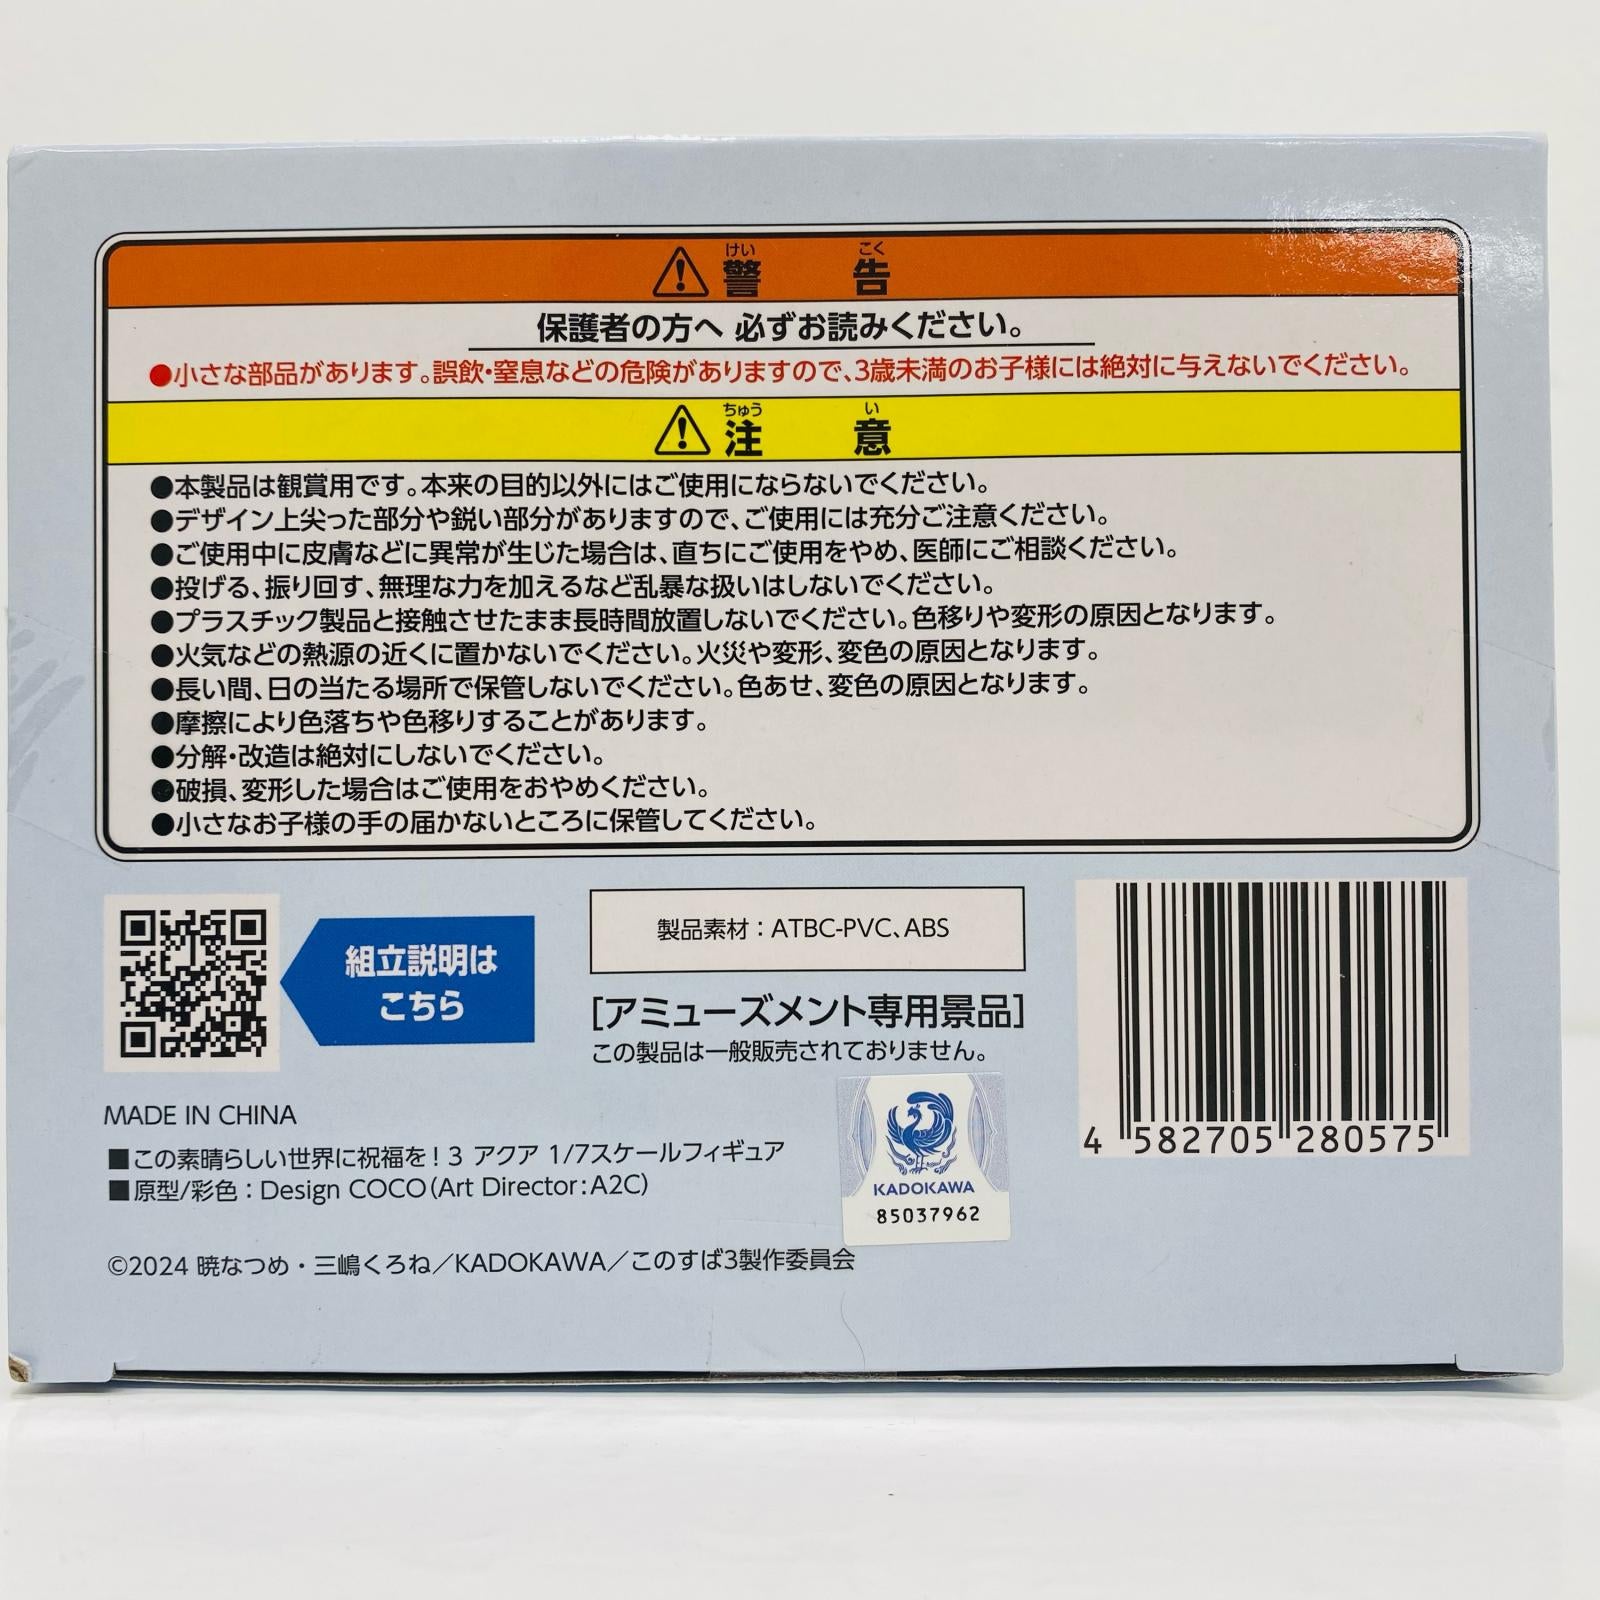 けい こく
警告
保護者の方へ 必ずお読みください。
●小さな部品があります。誤飲・窒息などの危険がありますので、3歳未満のお子様には絶対に与えないでください。
ちゅう い
注意
●本製品は観賞用です。本来の目的以外にはご使用にならないでください。
●デザイン上尖った部分や鋭い部分がありますので、ご使用には充分ご注意ください。
●ご使用中に皮膚などに異常が生じた場合は、直ちにご使用をやめ、医師にご相談ください。
●投げる、振り回す、無理な力を加えるなど乱暴な扱いはしないでください。
●プラスチック製品と接触させたまま長時間放置しないでください。色移りや変形の原因となります。
●火気などの熱源の近くに置かないでください。火災や変形、変色の原因となります。
●長い間、日の当たる場所で保管しないでください。色あせ、変色の原因となります。
●摩擦により色落ちや色移りすることがあります。
●分解・改造は絶対にしないでください。
●破損、変形した場合はご使用をおやめください。
●小さなお子様の手の届かないところに保管してください。
組立説明は
こちら
製品素材：ATBC-PVC、ABS
[アミューズメント専用景品]
この製品は一般販売されておりません。
KADOKAWA
85037962
4 582705 280575
MADE IN CHINA
■この素晴らしい世界に祝福を！3 アクア 1/7スケールフィギュア
■原型/彩色：Design COCO(Art Director:A2C)
©2024 暁なつめ・三嶋くろね／KADOKAWA／このすば3製作委員会